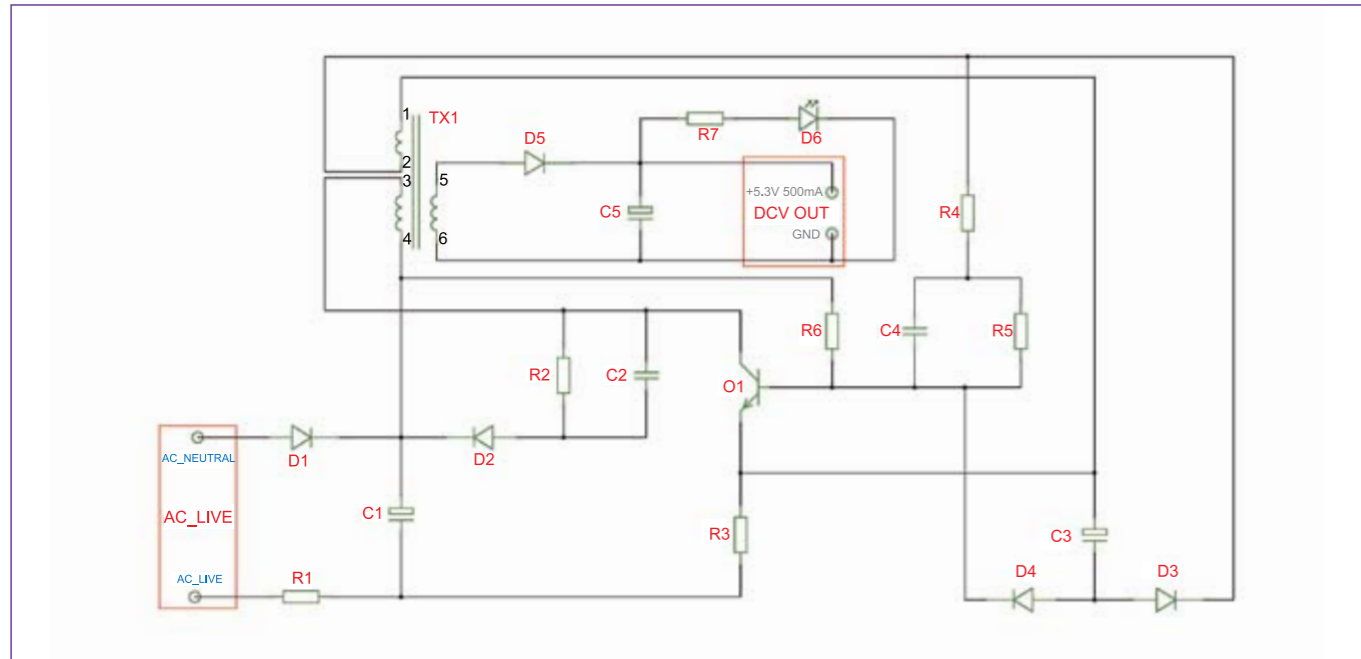 1
TX1
2
3
4
5
6
D5
R7
D6
C5
+5.3V 500mA
DCV OUT
GND
R4
R6
C4
R5
R2
C2
O1
AC_NEUTRAL
D1
D2
AC_LIVE
C1
R3
C3
AC_LIVE
R1
D4
D3